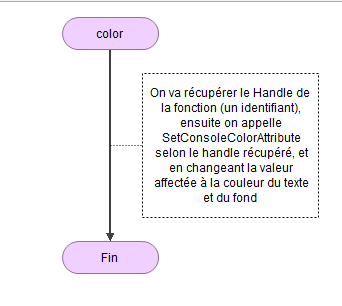 color
On va récupérer le Handle de
la fonction (un identifiant),
ensuite on appelle
SetConsoleColorAttribute
selon le handle récupéré, et
en changeant la valeur
affectée à la couleur du texte
et du fond
Fin